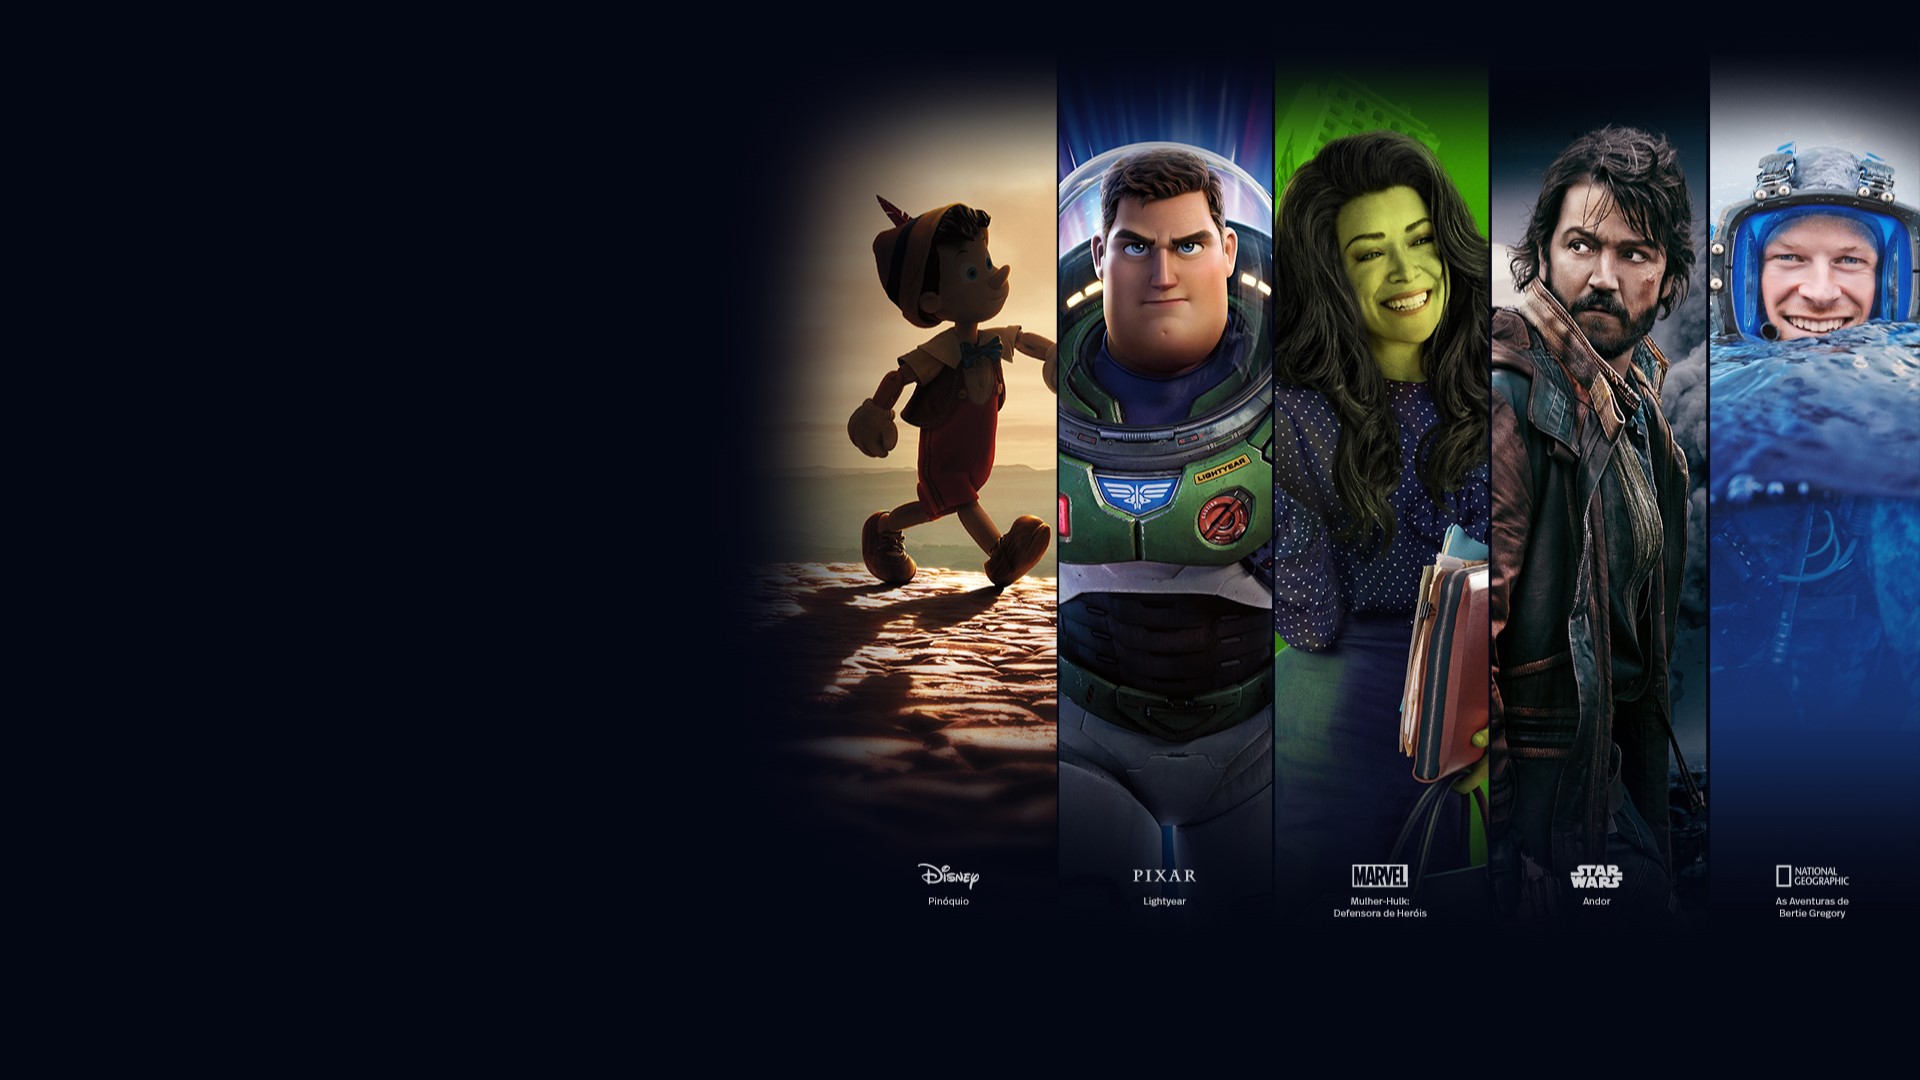 LIGHTYEAR
DISNEY
Pinóquio
PIXAR
Lightyear
MARVEL
Mulher-Hulk:
Defensora de Heróis
STAR
WARS
Andor
NATIONAL
GEOGRAPHIC
As Aventuras de
Bertie Gregory